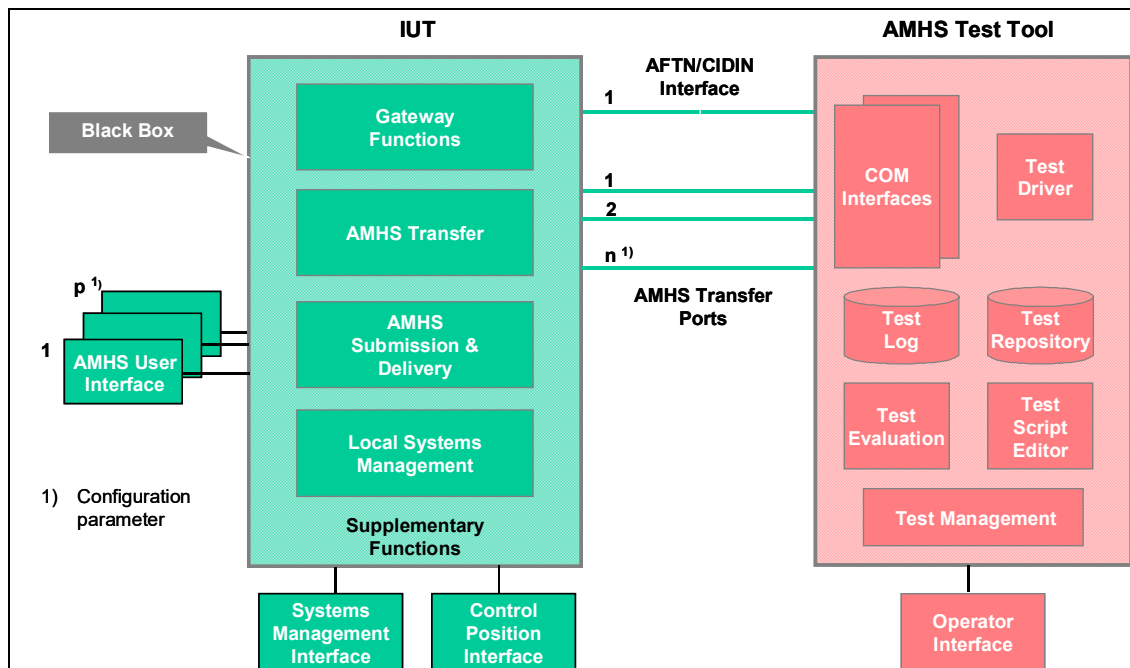 IUT
AMHS Test Tool
AFTN/CIDIN
Interface
Black Box
Gateway
Functions
1
COM
Interfaces
Test
Driver
1
2
AMHS Transfer
n 1)
AMHS Transfer
Ports
p 1)
1
AMHS User
Interface
AMHS
Submission &
Delivery
Test
Log
Test
Repository
Local Systems
Management
Test
Evaluation
Test
Script
Editor
1) Configuration
parameter
Supplementary
Functions
Test Management
Systems
Management
Interface
Control
Position
Interface
Operator
Interface